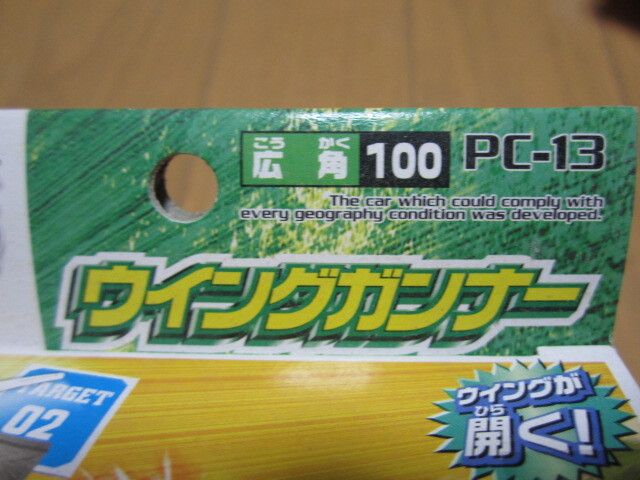 こう かく
広角 100 PC-13
The car which could comply with
every geography condition was developed.
ウイングガンナー
TARGET
02
ウイングが
ひら
開く!